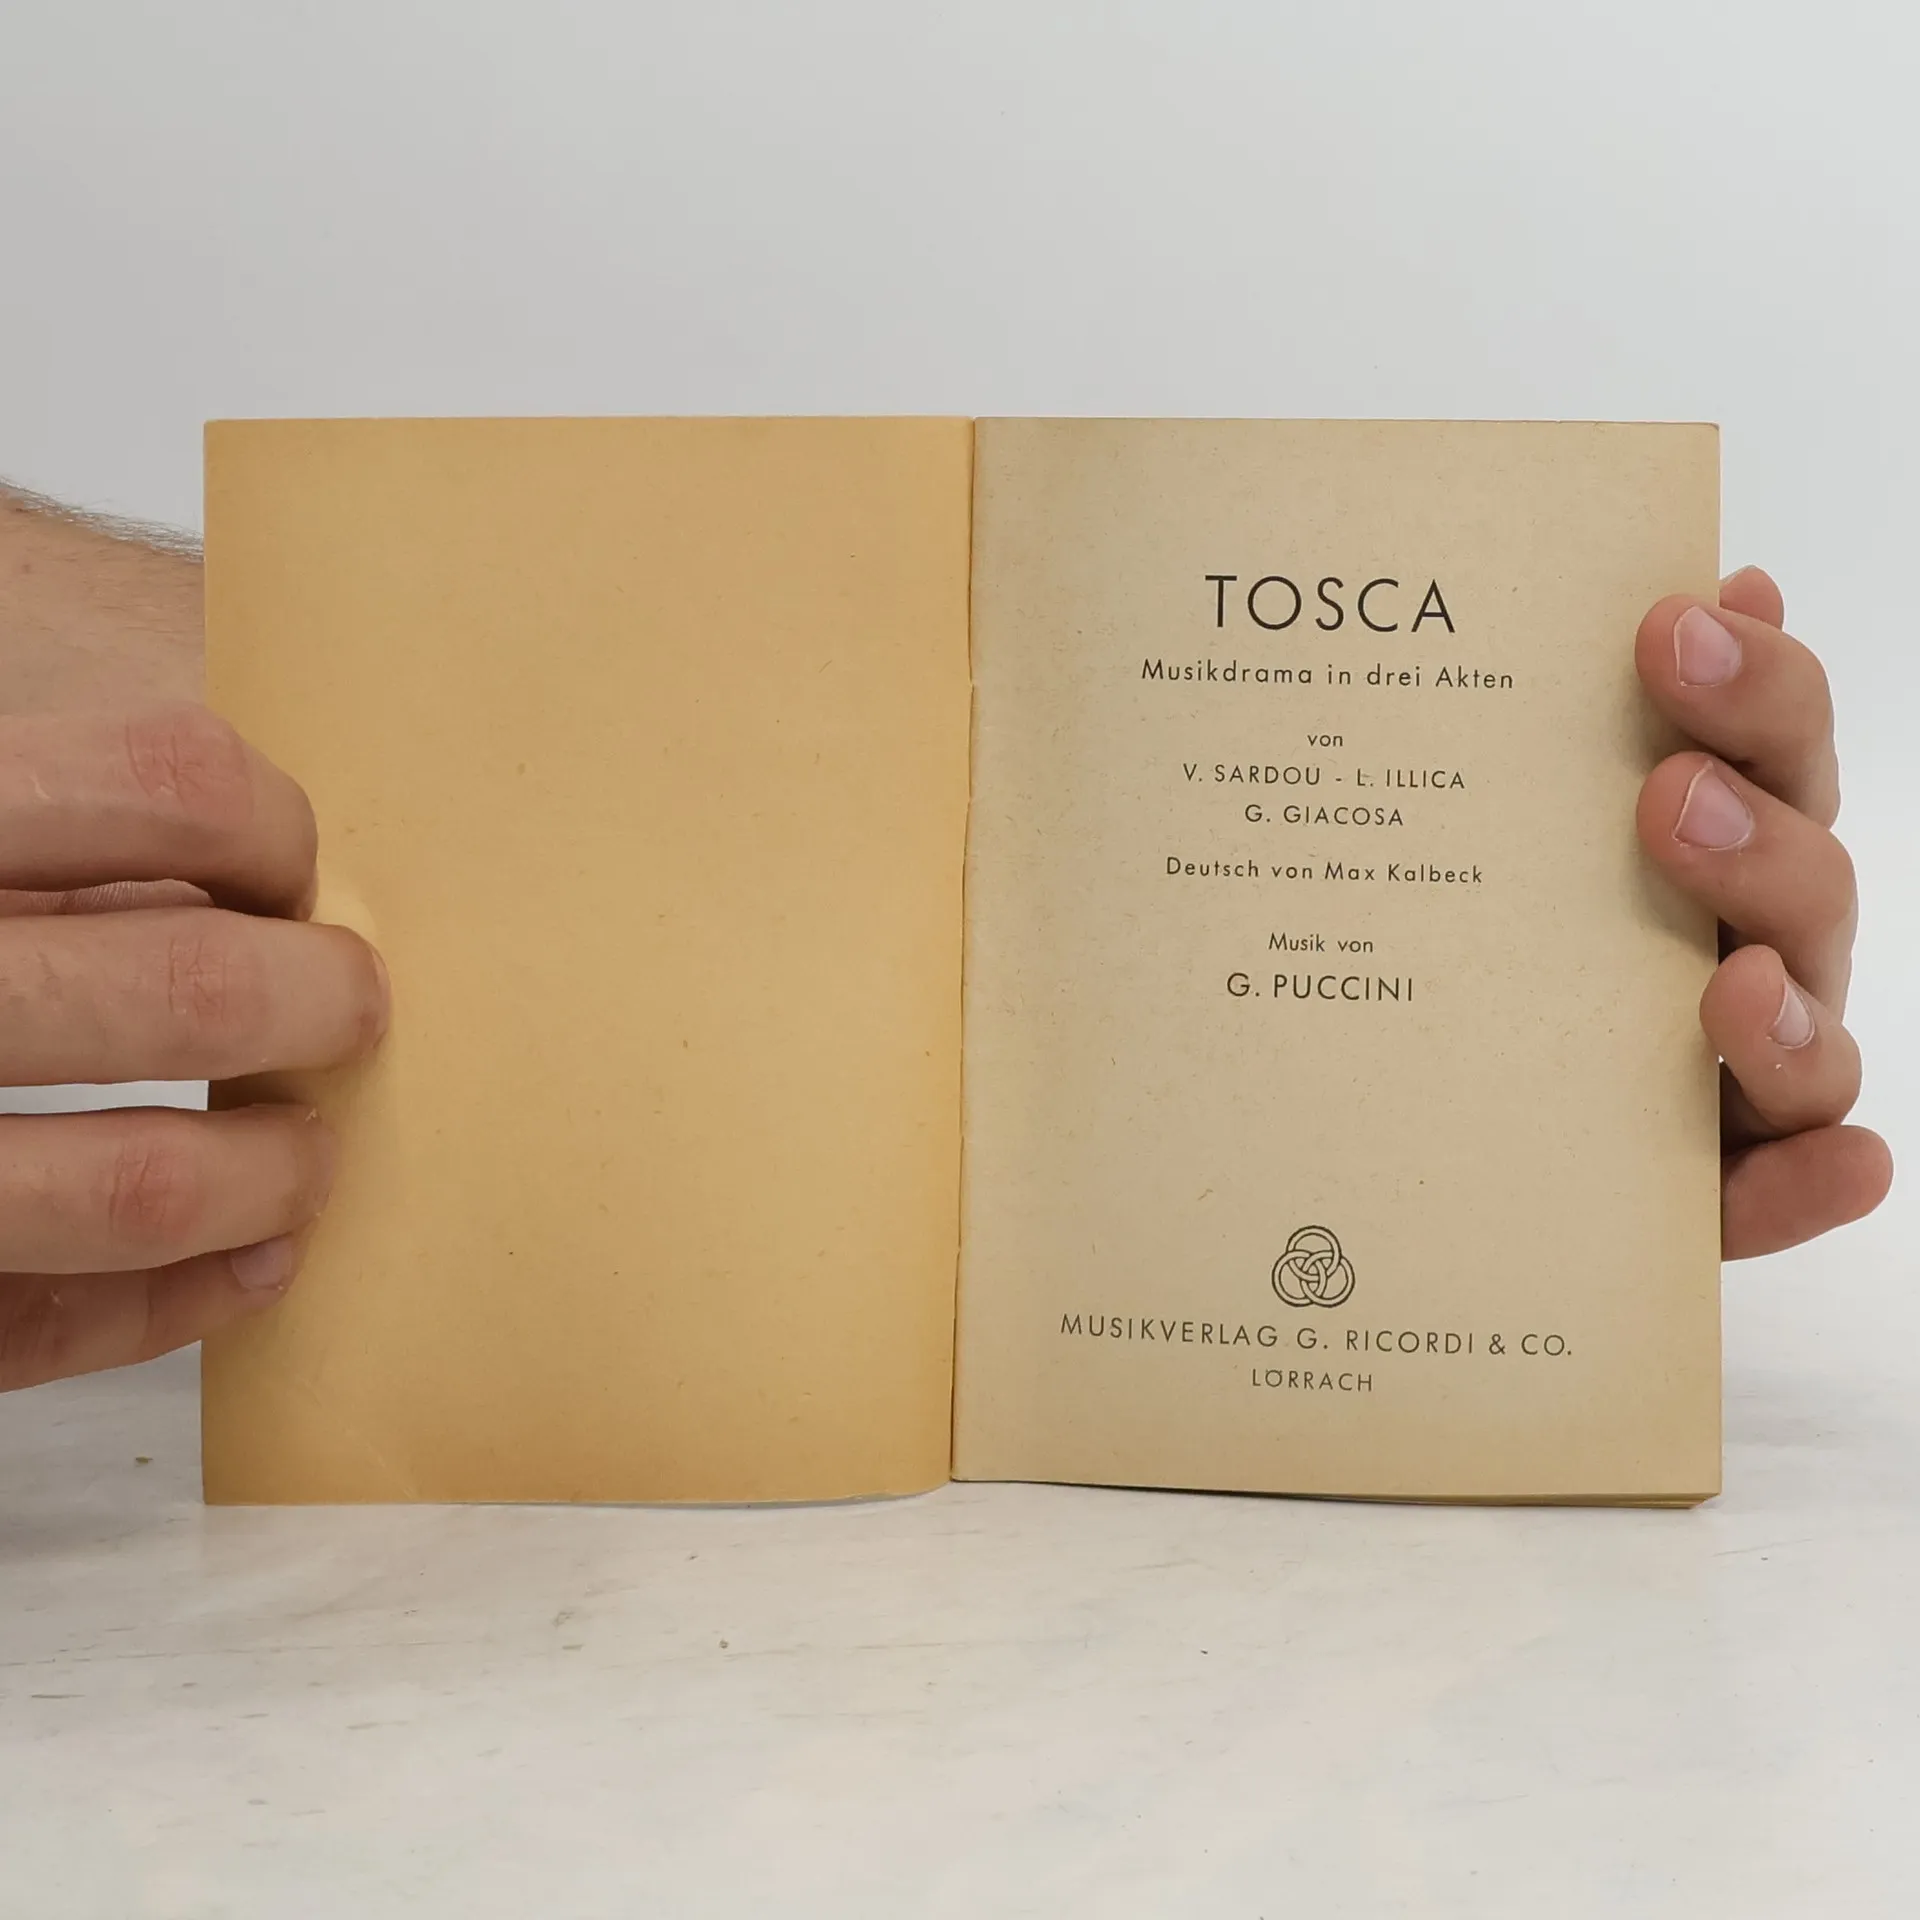 TOSCA
Musikdrama in drei Akten
von
V. SARDOU - L. ILLICA
G. GIACOSA
Deutsch von Max Kalbeck
Musik von
G. PUCCINI
MUSIKVERLAG G. RICORDI & CO.
LÖRRACH